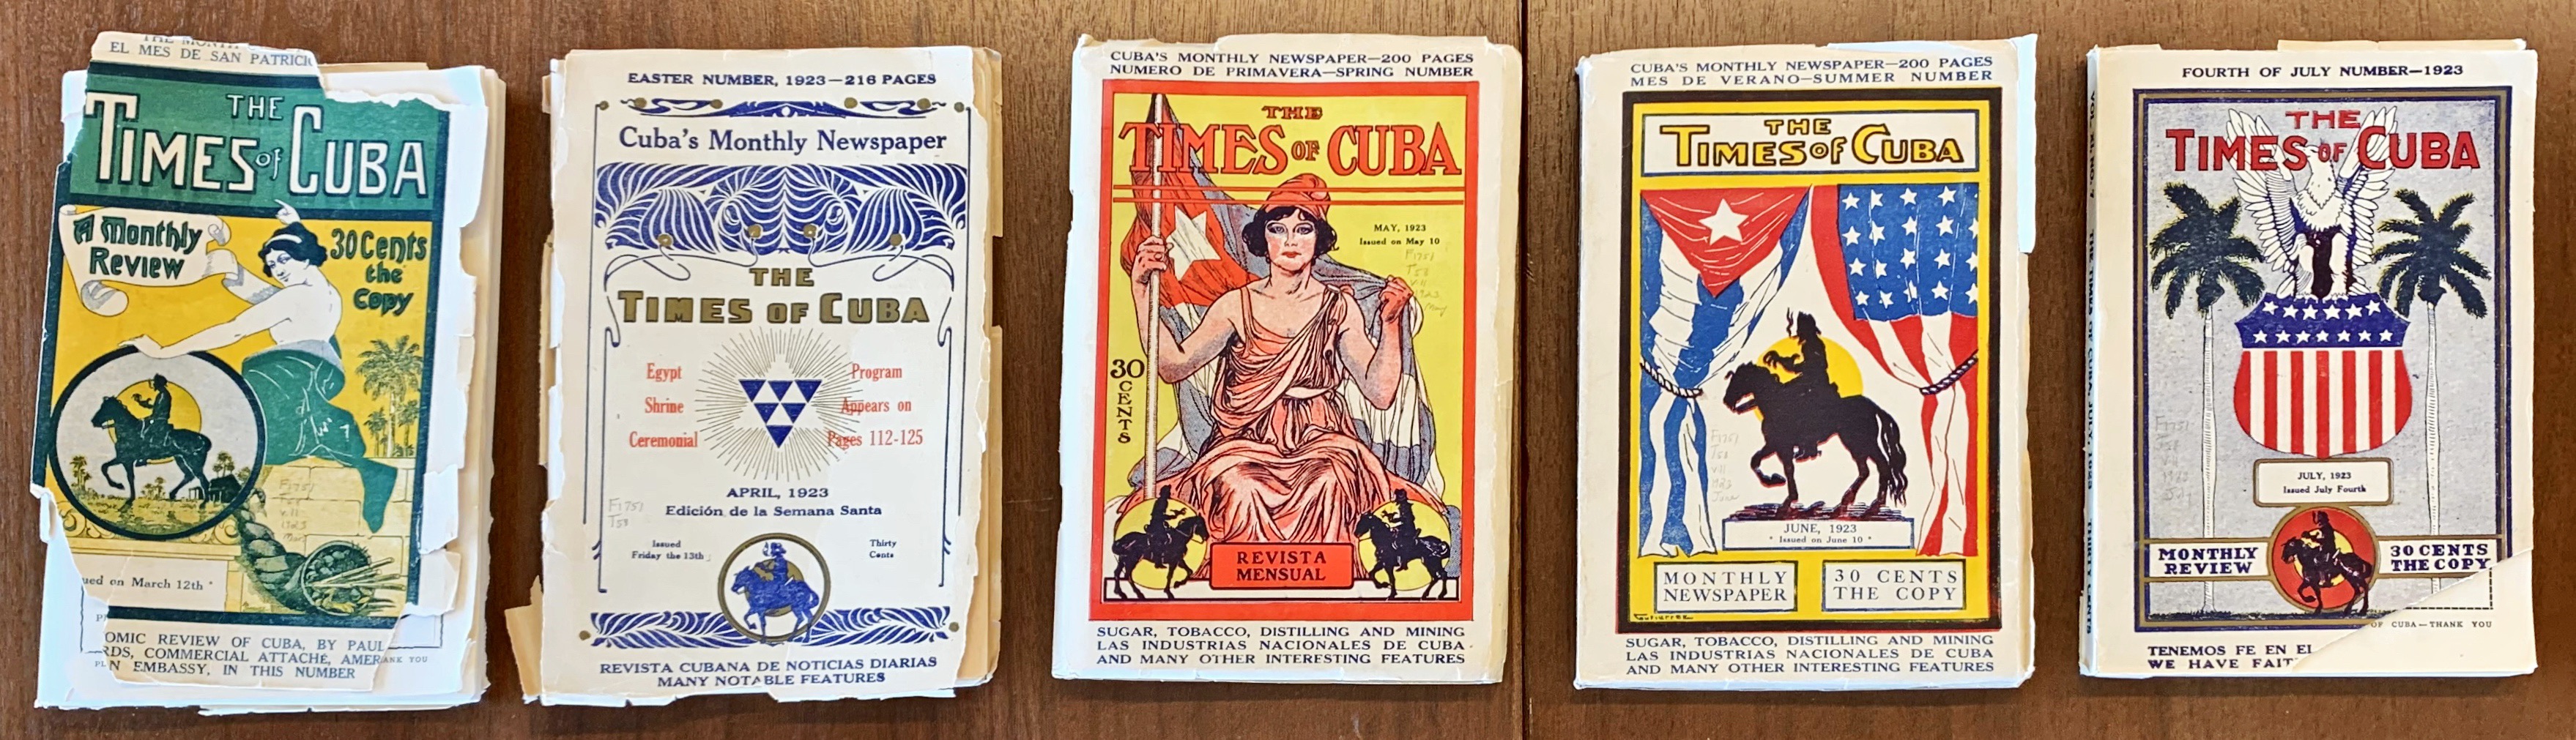 EL MES DE SAN PATRICIO
THE
TIMES of CUBA
A Monthly
Review
30 Cents
the
Copy
ued on March 12th
OMIC REVIEW OF CUBA, BY PAUL
RDS, COMMERCIAL ATTACHÉ, AMER
N EMBASSY, IN THIS NUMBER
ANK YOU
EASTER NUMBER, 1923—216 PAGES
Cuba's Monthly Newspaper
THE
TIMES OF CUBA
Egypt
Shrine
Ceremonial
Program
Appears on
Pages 112-125
APRIL, 1923
Edición de la Semana Santa
Issued
Friday the 13th
Thirty
Cents
REVISTA CUBANA DE NOTICIAS DIARIAS
MANY NOTABLE FEATURES
F1751
T53
CUBA'S MONTHLY NEWSPAPER—200 PAGES
NUMERO DE PRIMAVERA—SPRING NUMBER
THE
TIMES OF CUBA
MAY, 1923
Issued on May 10
30
CENTS
REVISTA
MENSUAL
SUGAR, TOBACCO, DISTILLING AND MINING
LAS INDUSTRIAS NACIONALES DE CUBA
AND MANY OTHER INTERESTING FEATURES
CUBA'S MONTHLY NEWSPAPER—200 PAGES
MES DE VERANO—SUMMER NUMBER
THE
TIMES of CUBA
JUNE, 1923
Issued on June 10
MONTHLY
NEWSPAPER
30 CENTS
THE COPY
SUGAR, TOBACCO, DISTILLING AND MINING
LAS INDUSTRIAS NACIONALES DE CUBA
AND MANY OTHER INTERESTING FEATURES
FOURTH OF JULY NUMBER—1923
THE
TIMES OF CUBA
JULY, 1923
Issued July Fourth
MONTHLY
REVIEW
30 CENTS
THE COPY
OF CUBA—THANK YOU
TENEMOS FE EN EL
WE HAVE FAIT